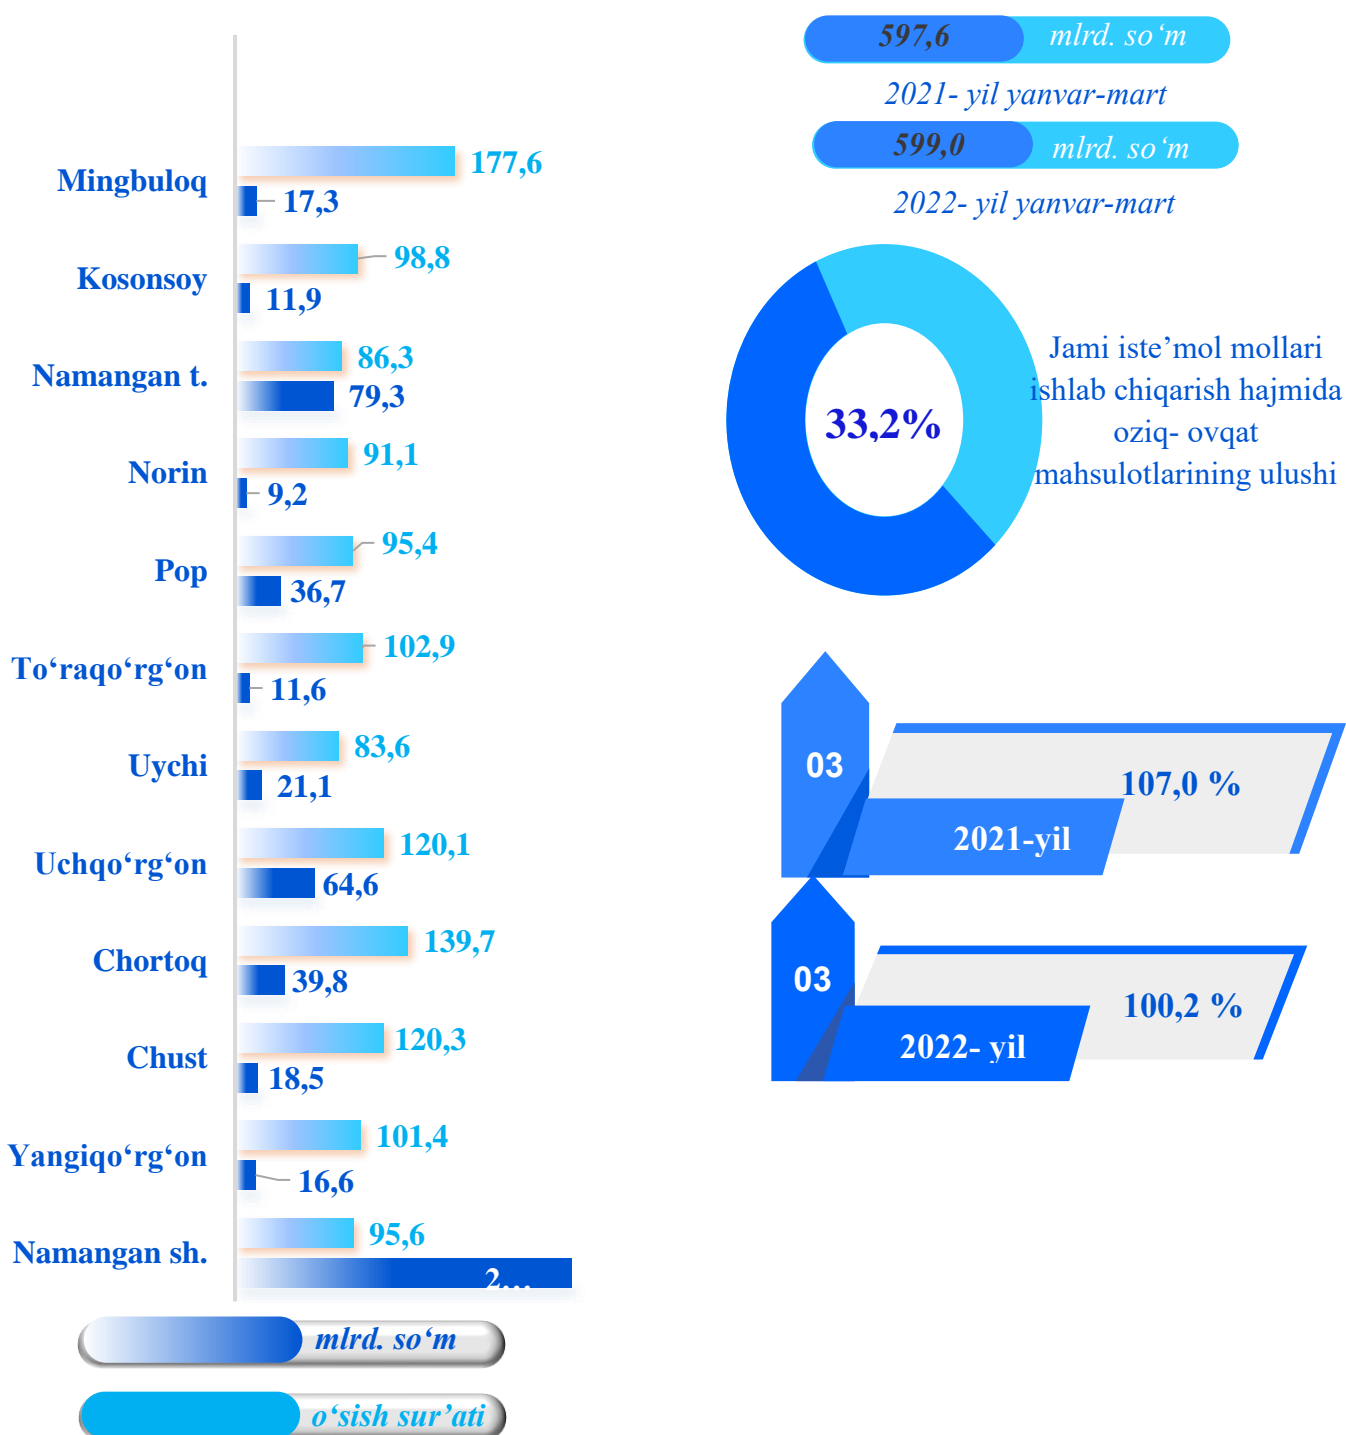 597,6 mlrd. so‘m
2021- yil yanvar-mart
599,0 mlrd. so‘m
2022- yil yanvar-mart
Mingbuloq
177,6
17,3
Kosonsoy
98,8
11,9
Namangan t.
86,3
79,3
Norin
91,1
9,2
Pop
95,4
36,7
To‘raqo‘rg‘on
102,9
11,6
Uychi
83,6
21,1
Uchqo‘rg‘on
120,1
64,6
Chortoq
139,7
39,8
Chust
120,3
18,5
Yangiqo‘rg‘on
101,4
16,6
Namangan sh.
95,6
2…
mlrd. so‘m
o‘sish sur’ati
33,2%
Jami iste’mol mollari
ishlab chiqarish hajmida
oziq- ovqat
mahsulotlarining ulushi
03
107,0 %
2021-yil
03
100,2 %
2022- yil